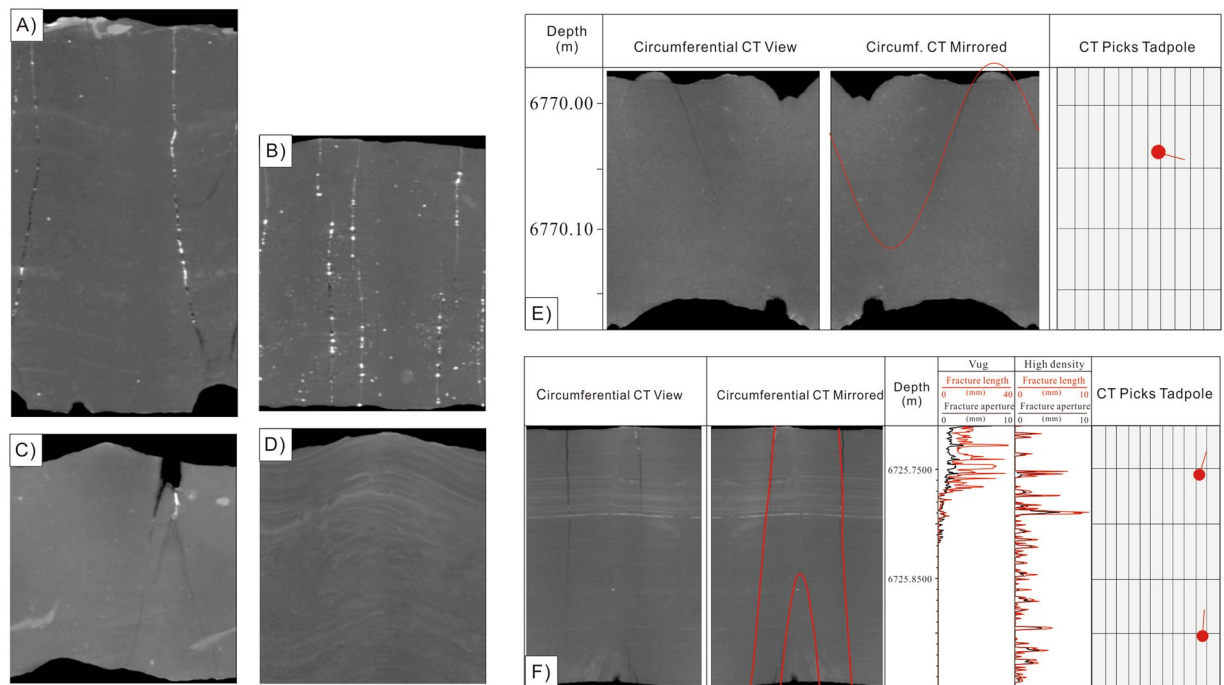 A)
B)
C)
D)
Depth
(m)
Circumferential CT View
Circumf. CT Mirrored
CT Picks Tadpole
6770.00
6770.10
E)
Circumferential CT View
Circumferential CT Mirrored
Depth
(m)
Vug
Fracture length
0 (mm) 40
Fracture aperture
0 (mm) 10
High density
Fracture length
0 (mm) 10
Fracture aperture
0 (mm) 10
CT Picks Tadpole
6725.7500
6725.8500
F)